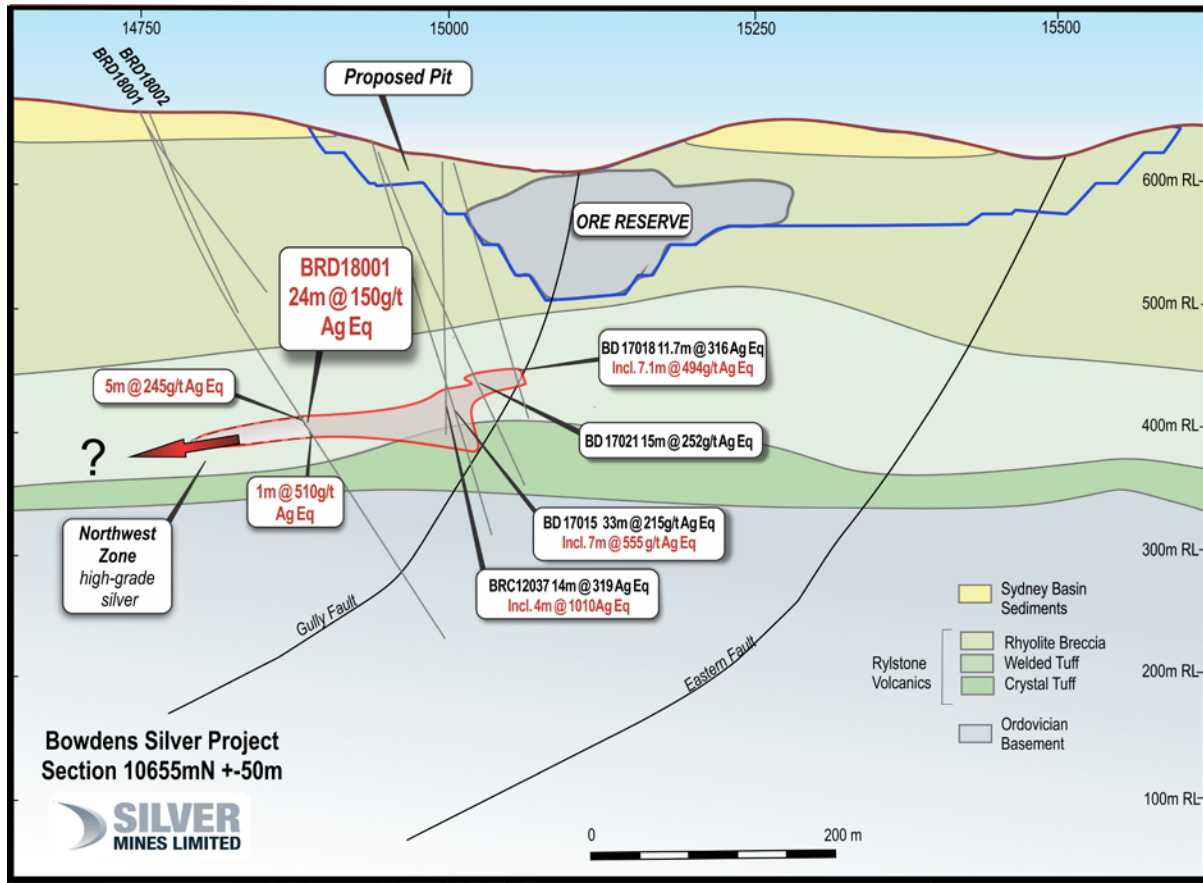 14750
15000
15250
15500
BRD18002
BRD18001
Proposed Pit
600m RL
ORE RESERVE
BRD18001
24m @ 150g/t
Ag Eq
500m RL
BD 17018 11.7m @ 316 Ag Eq
Incl. 7.1m @ 494g/t Ag Eq
5m @ 245g/t Ag Eq
400m RL
?
BD 17021 15m @ 252g/t Ag Eq
1m @ 510g/t
Ag Eq
BD 17015 33m @ 215g/t Ag Eq
Incl. 7m @ 555 g/t Ag Eq
Northwest
Zone
high-grade
silver
300m RL
BRC12037 14m @ 319 Ag Eq
Incl. 4m @ 1010Ag Eq
Gully Fault
Eastern Fault
Sydney Basin
Sediments
Rylstone
Volcanics
Rhyolite Breccia
Welded Tuff
Crystal Tuff
200m RL
Ordovician
Basement
Bowdens Silver Project
Section 10655mN +-50m
100m RL
SILVER
MINES LIMITED
0
200 m